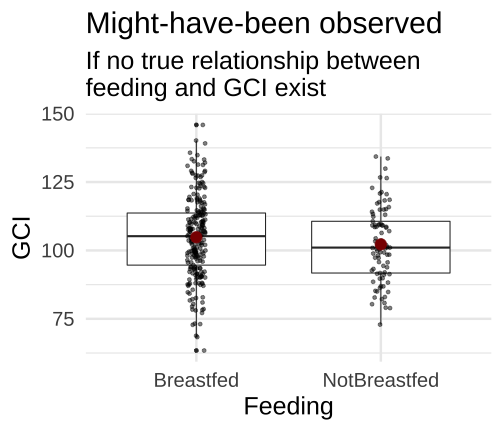 Might-have-been observed
If no true relationship between
feeding and GCI exist
150
125
100
75
GCI
Breastfed NotBreastfed
Feeding